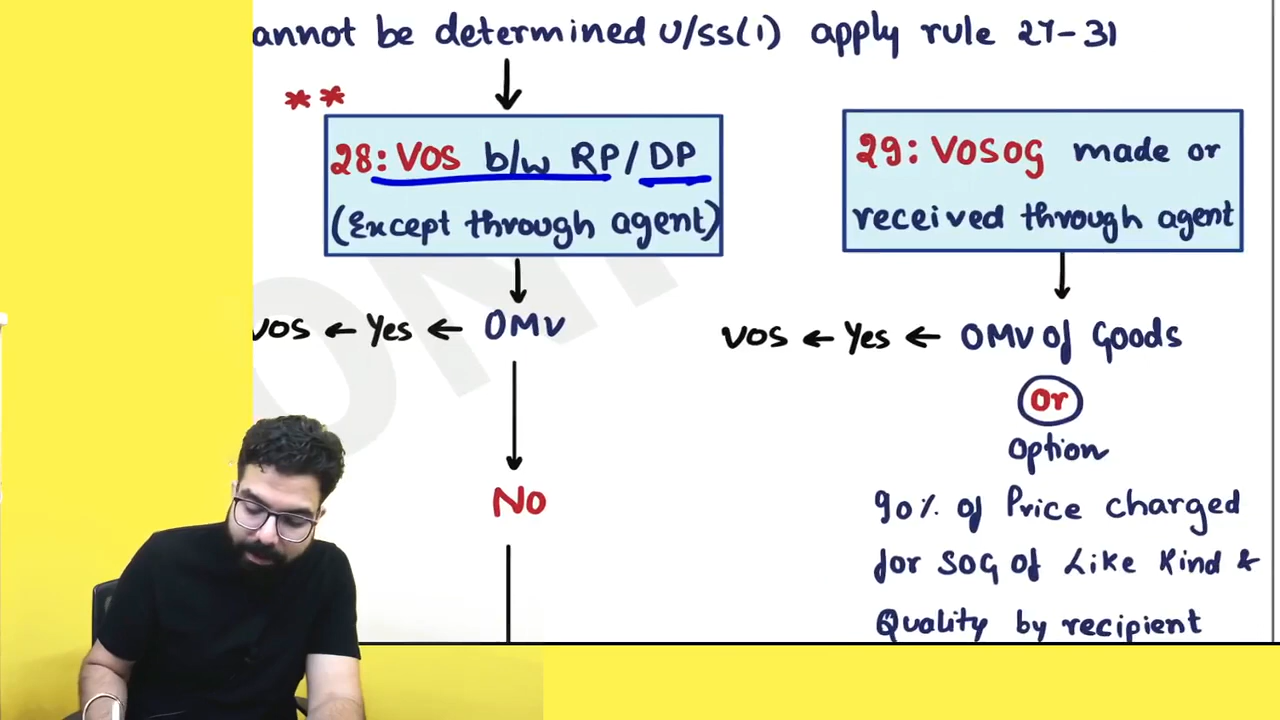 annot be determined U/ss(1) apply rule 27-31
**
28: VOS b/w RP / DP
(Except through agent)
VOS ← Yes ← OMV
No
29: VOSOG made or
received through agent
VOS ← Yes ← OMV of Goods
Or
Option
90% of Price charged
for SOG of Like Kind &
Quality by recipient